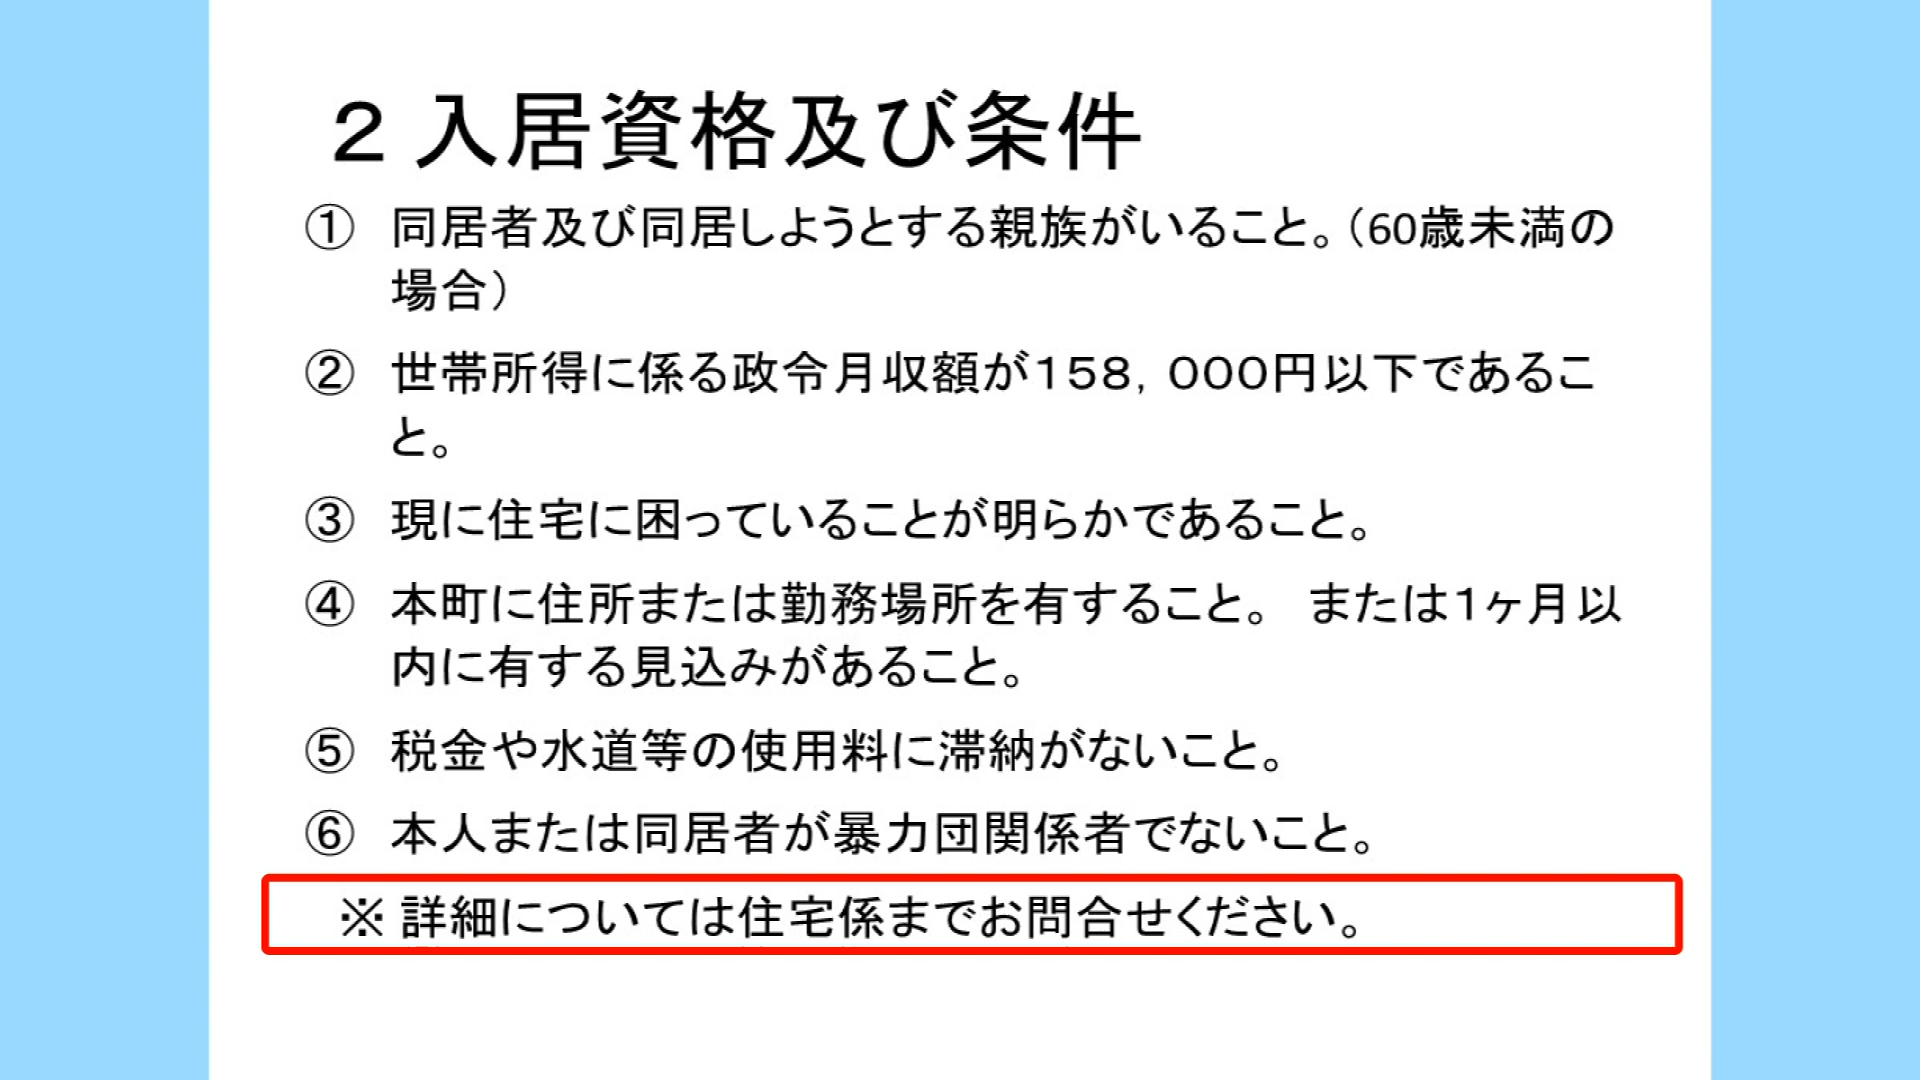 ２ 入居資格及び条件
① 同居者及び同居しようとする親族がいること。（60歳未満の
場合）
② 世帯所得に係る政令月収額が１５８，０００円以下であるこ
と。
③ 現に住宅に困っていることが明らかであること。
④ 本町に住所または勤務場所を有すること。 または１ヶ月以
内に有する見込みがあること。
⑤ 税金や水道等の使用料に滞納がないこと。
⑥ 本人または同居者が暴力団関係者でないこと。
※ 詳細については住宅係までお問合せください。